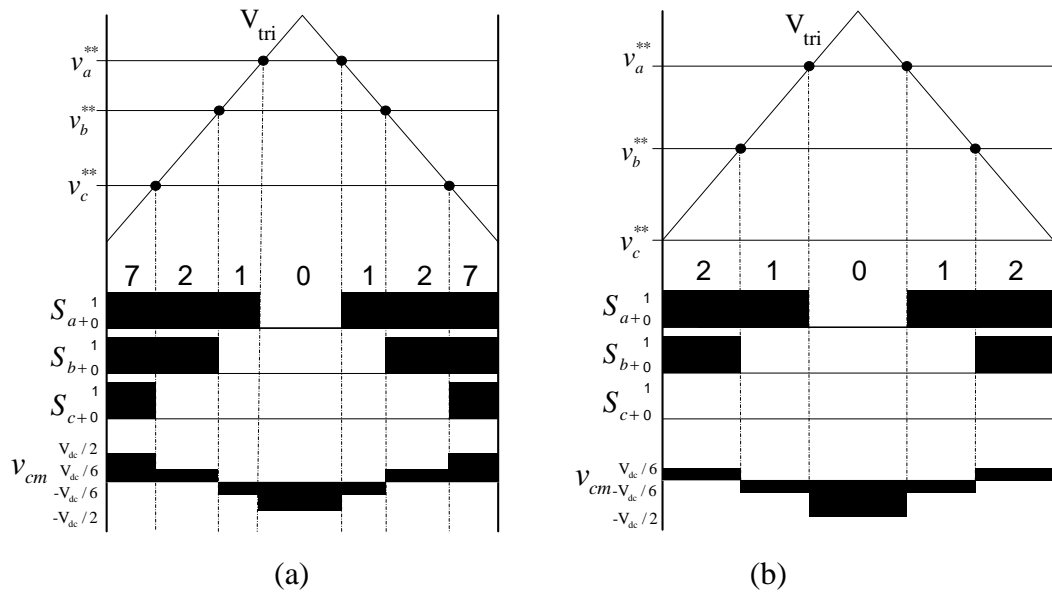 V_tri
v_a^**
v_b^**
v_c^**
7 2 1 0 1 2 7
S_a+ 1 0
S_b+ 1 0
S_c+ 1 0
v_cm
V_dc / 2
V_dc / 6
-V_dc / 6
-V_dc / 2
(a)
V_tri
v_a^**
v_b^**
v_c^**
2 1 0 1 2
S_a+ 1 0
S_b+ 1 0
S_c+ 1 0
v_cm
V_dc / 6
-V_dc / 6
-V_dc / 2
(b)